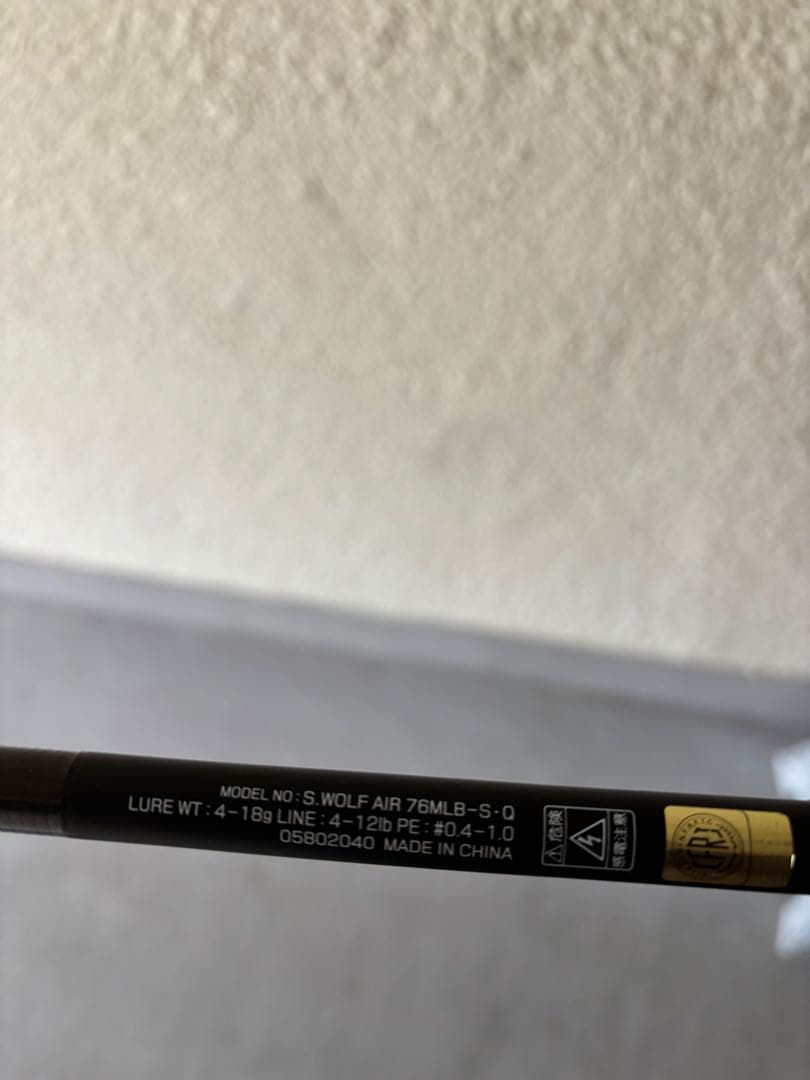 MODEL NO : S.WOLF AIR 76MLB-S・Q
LURE WT : 4-18g LINE : 4-12lb PE : #0.4-1.0
05802040 MADE IN CHINA
⚠危険
感電注意